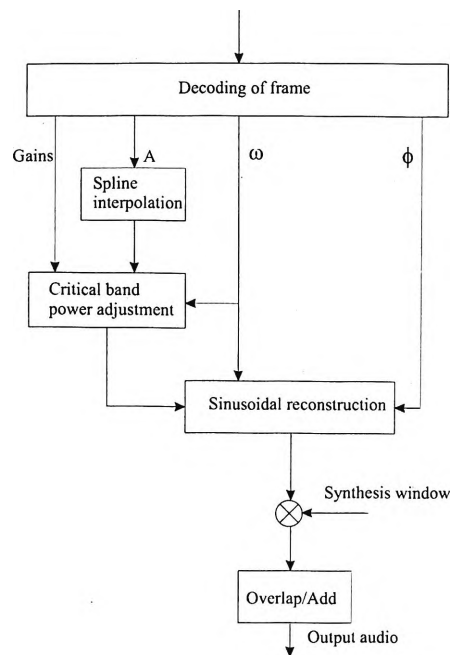 Decoding of frame
Gains
A
ω
ϕ
Spline
interpolation
Critical band
power adjustment
Sinusoidal reconstruction
Synthesis window
Overlap/Add
Output audio